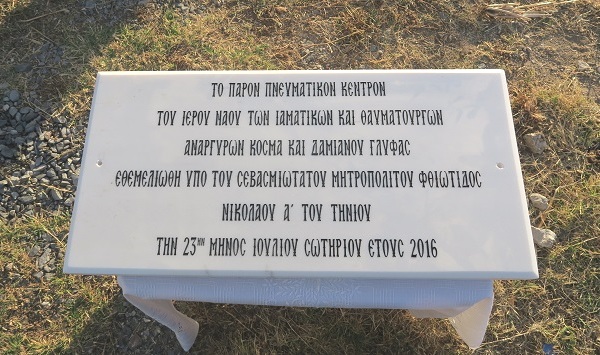 ΤΟ ΠΑΡΟΝ ΠΝΕΥΜΑΤΙΚΟΝ ΚΕΝΤΡΟΝ
ΤΟΥ ΙΕΡΟΥ ΝΑΟΥ ΤΩΝ ΙΑΜΑΤΙΚΩΝ ΚΑΙ ΘΑΥΜΑΤΟΥΡΓΩΝ
ΑΝΑΡΓΥΡΩΝ ΚΟΣΜΑ ΚΑΙ ΔΑΜΙΑΝΟΥ ΓΛΥΦΑΣ
ΕΘΕΜΕΛΙΩΘΗ ΥΠΟ ΤΟΥ ΣΕΒΑΣΜΙΩΤΑΤΟΥ ΜΗΤΡΟΠΟΛΙΤΟΥ ΦΘΙΩΤΙΔΟΣ
ΝΙΚΟΛΑΟΥ Α΄ ΤΟΥ ΤΗΝΙΟΥ
ΤΗΝ 23ΗΝ ΜΗΝΟΣ ΙΟΥΛΙΟΥ ΣΩΤΗΡΙΟΥ ΕΤΟΥΣ 2016